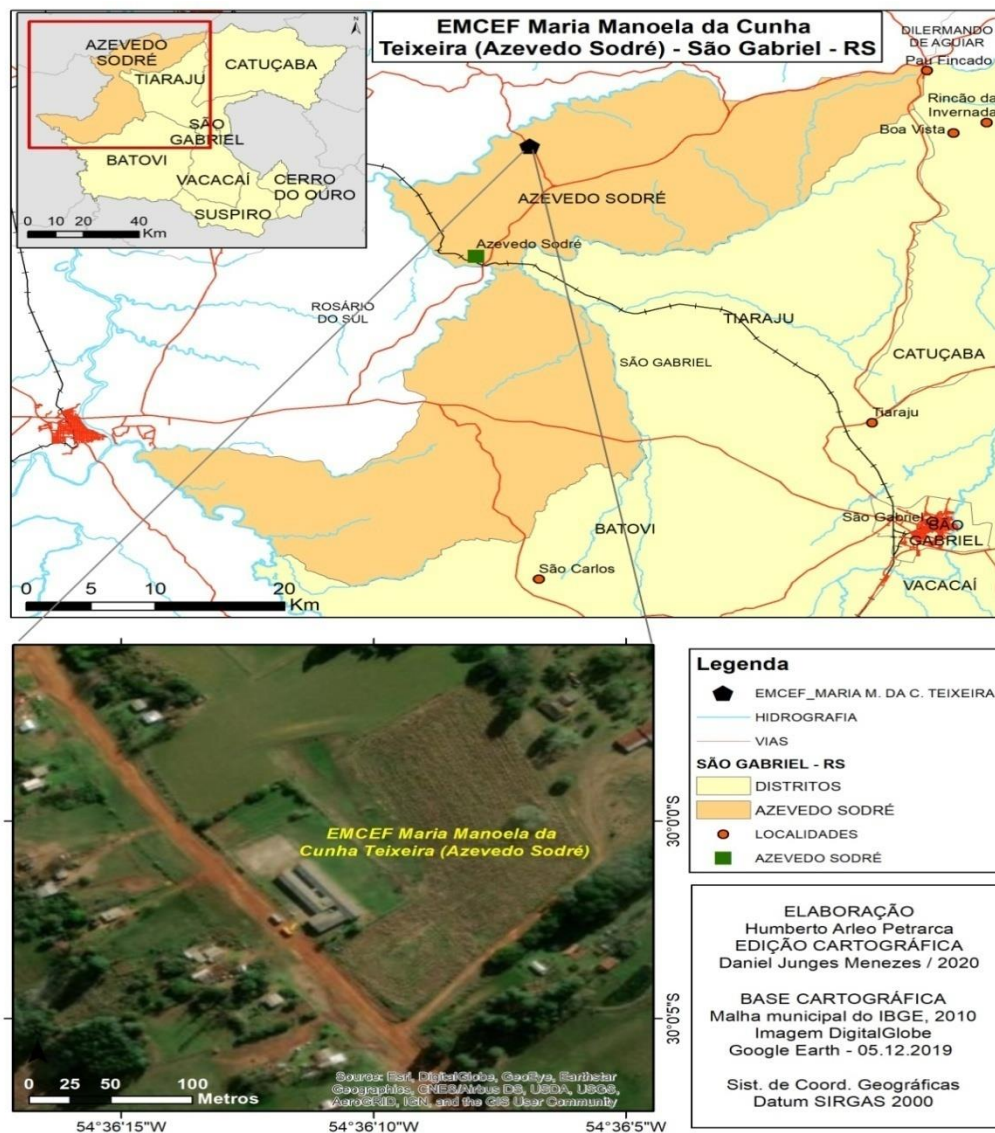 EMCEF Maria Manoela da Cunha
Teixeira (Azevedo Sodré) - São Gabriel - RS
N
AZEVEDO
SODRÉ
TIARAJU
CATUÇABA
SÃO
GABRIEL
BATOVI
VACACAÍ
CERRO
DO OURO
SUSPIRO
0 10 20 40
Km
DILERMANDO
DE AGUIAR
Pau Fincado
Rincão da
Invernada
Boa Vista
AZEVEDO SODRÉ
Azevedo Sodré
ROSÁRIO
DO SUL
TIARAJU
SÃO GABRIEL
CATUÇABA
Tiaraju
BATOVI
São Gabriel
SÃO
GABRIEL
São Carlos
VACACAÍ
0 5 10 20
Km
EMCEF Maria Manoela da
Cunha Teixeira (Azevedo Sodré)
0 25 50 100
Metros
Source: Esri, DigitalGlobe, GeoEye, Earthstar
Geographics, CNES/Airbus DS, USDA, USGS,
AeroGRID, IGN, and the GIS User Community
54°36'15"W 54°36'10"W 54°36'5"W
30°0'0"S
30°0'5"S
Legenda
EMCEF_MARIA M. DA C. TEIXEIRA
HIDROGRAFIA
VIAS
SÃO GABRIEL - RS
DISTRITOS
AZEVEDO SODRÉ
LOCALIDADES
AZEVEDO SODRÉ
ELABORAÇÃO
Humberto Arleo Petrarca
EDIÇÃO CARTOGRÁFICA
Daniel Junges Menezes / 2020
BASE CARTOGRÁFICA
Malha municipal do IBGE, 2010
Imagem DigitalGlobe
Google Earth - 05.12.2019
Sist. de Coord. Geográficas
Datum SIRGAS 2000